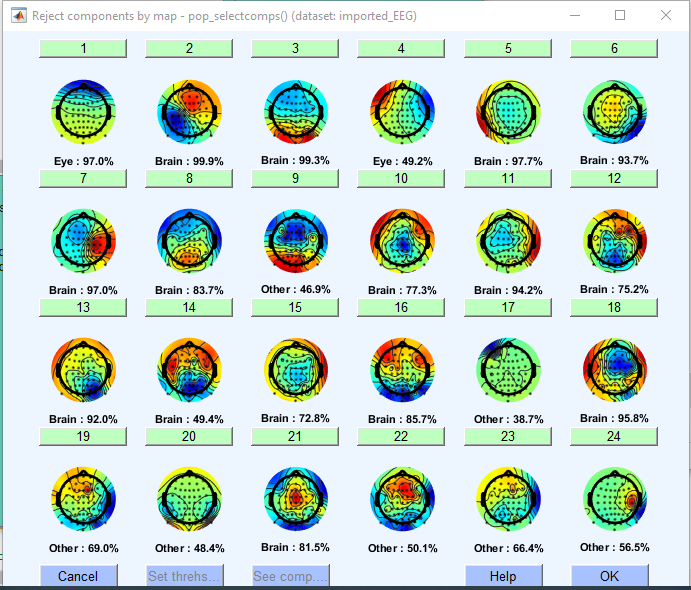 Reject components by map - pop_selectcomps() (dataset: imported_EEG)
1 2 3 4 5 6
Eye : 97.0% Brain : 99.9% Brain : 99.3% Eye : 49.2% Brain : 97.7% Brain : 93.7%
7 8 9 10 11 12
Brain : 97.0% Brain : 83.7% Other : 46.9% Brain : 77.3% Brain : 94.2% Brain : 75.2%
13 14 15 16 17 18
Brain : 92.0% Brain : 49.4% Brain : 72.8% Brain : 85.7% Other : 38.7% Brain : 95.8%
19 20 21 22 23 24
Other : 69.0% Other : 48.4% Brain : 81.5% Other : 50.1% Other : 66.4% Other : 56.5%
Cancel Set threhs... See comp.... Help OK